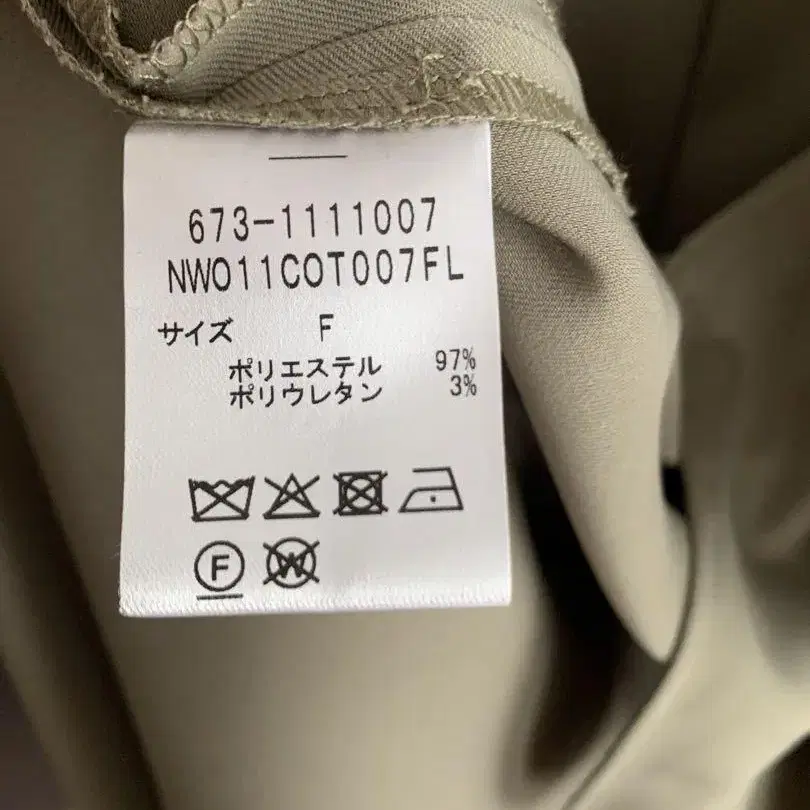 673-1111007
NW011COT007FL
サイズ F
ポリエステル 97%
ポリウレタン 3%
F W